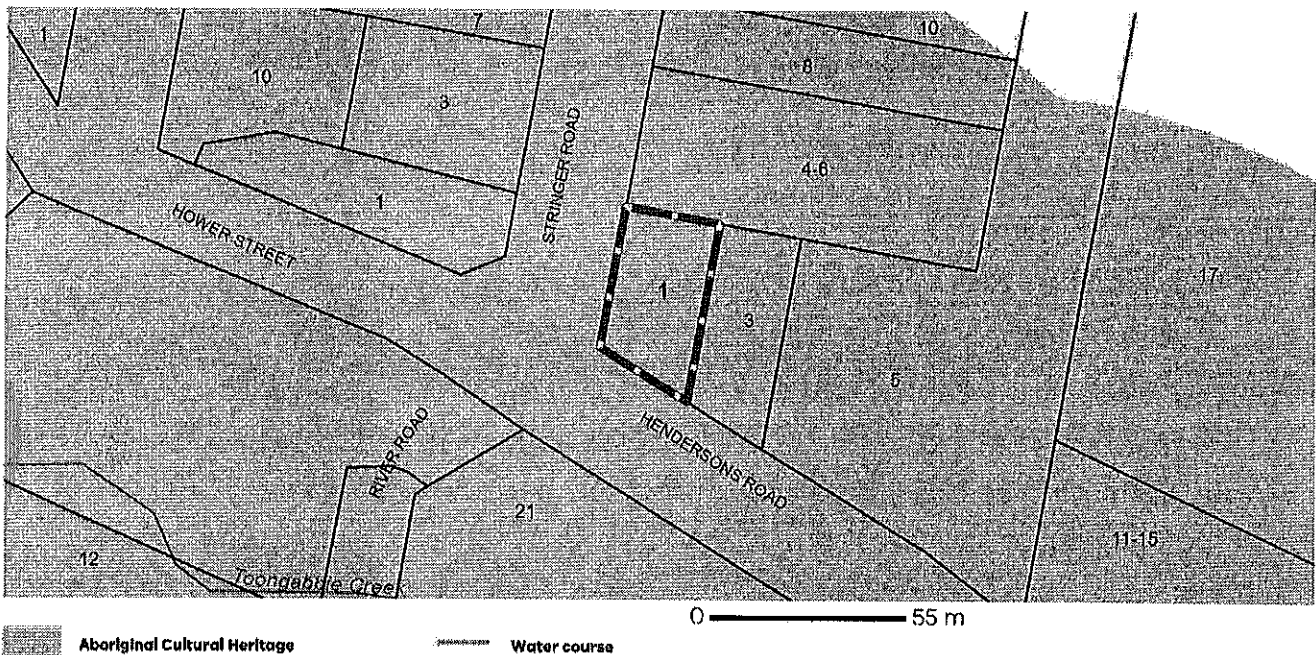 1
7
10
10
8
3
4-6
1
STRINGER ROAD
HOWER STREET
17
1
3
5
RIVER ROAD
HENDERSONS ROAD
21
11-15
12
Toongabbie Creek
0 55 m
Aboriginal Cultural Heritage Water course